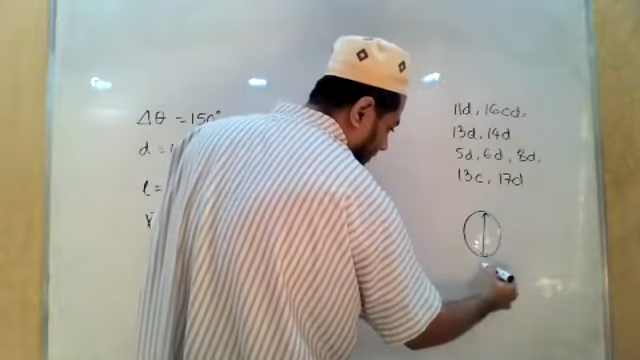 Δθ = 150°
d =
l =
11d, 16cd,
13d, 14d
5d, 6d, 8d,
13c, 17d